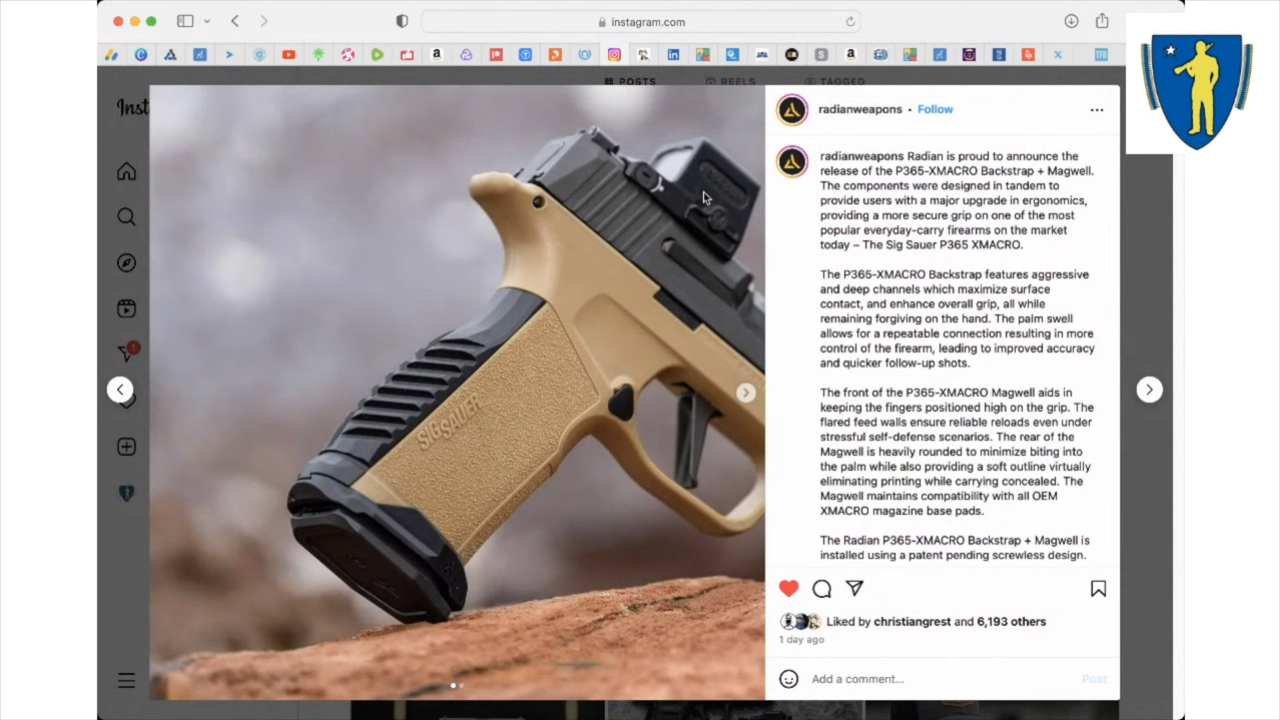 instagram.com
POSTS
REELS
TAGGED
Inst
radianweapons • Follow
radianweapons Radian is proud to announce the
release of the P365-XMACRO Backstrap + Magwell.
The components were designed in tandem to
provide users with a major upgrade in ergonomics,
providing a more secure grip on one of the most
popular everyday-carry firearms on the market
today – The Sig Sauer P365 XMACRO.
The P365-XMACRO Backstrap features aggressive
and deep channels which maximize surface
contact, and enhance overall grip, all while
remaining forgiving on the hand. The palm swell
allows for a repeatable connection resulting in more
control of the firearm, leading to improved accuracy
and quicker follow-up shots.
The front of the P365-XMACRO Magwell aids in
keeping the fingers positioned high on the grip. The
flared feed walls ensure reliable reloads even under
stressful self-defense scenarios. The rear of the
Magwell is heavily rounded to minimize biting into
the palm while also providing a soft outline virtually
eliminating printing while carrying concealed. The
Magwell maintains compatibility with all OEM
XMACRO magazine base pads.
The Radian P365-XMACRO Backstrap + Magwell is
installed using a patent pending screwless design.
SIG SAUER
1
Liked by christiangrest and 6,193 others
1 day ago
Add a comment...
Post